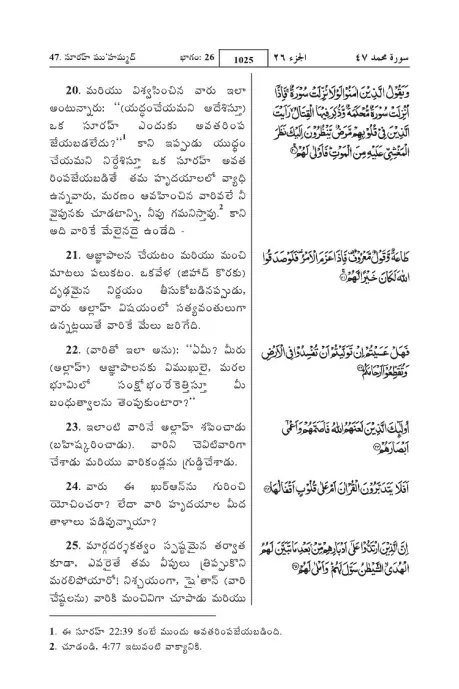 47. సూరహ్ ము'హమ్మద్ భాగం: 26 1025 الجزء ٢٦ سورة محمد ٤٧
20. మరియు విశ్వసించిన వారు ఇలా
అంటున్నారు: "(యుద్ధంచేయమని ఆదేశిస్తూ)
ఒక సూరహ్ ఎందుకు అవతరింప
జేయబడలేదు?"1 కాని ఇప్పుడు యుద్ధం
చేయమని నిర్దేశిస్తూ ఒక సూరహ్ అవత
రింపజేయబడితే తమ హృదయాలలో వ్యాధి
ఉన్నవారు, మరణం ఆవహించిన వారివలే నీ
వైపునకు చూడటాన్ని, నీవు గమనిస్తావు.2 కాని
అది వారికే మేలైనదై ఉండేది -
وَيَقُولُ الَّذِينَ آمَنُوا لَوْلَا نُزِّلَتْ سُورَةٌ فَإِذَا
أُنْزِلَتْ سُورَةٌ مُحْكَمَةٌ وَذُكِرَ فِيهَا الْقِتَالُ رَأَيْتَ
الَّذِينَ فِي قُلُوبِهِمْ مَرَضٌ يَنْظُرُونَ إِلَيْكَ نَظَرَ
الْمَغْشِيِّ عَلَيْهِ مِنَ الْمَوْتِ فَأَوْلَى لَهُمْ
21. ఆజ్ఞాపాలన చేయటం మరియు మంచి
మాటలు పలుకటం. ఒకవేళ (జిహాద్ కొరకు)
దృఢమైన నిర్ణయం తీసుకోబడినప్పుడు,
వారు అల్లాహ్ విషయంలో సత్యవంతులుగా
ఉన్నట్లయితే వారికే మేలు జరిగేది.
طَاعَةٌ وَقَوْلٌ مَعْرُوفٌ فَإِذَا عَزَمَ الْأَمْرُ فَلَوْ صَدَقُوا
اللَّهَ لَكَانَ خَيْرًا لَهُمْ
22. (వారితో ఇలా అను): "ఏమీ? మీరు
(అల్లాహ్) ఆజ్ఞాపాలనకు విముఖులై, మరల
భూమిలో సంక్షోభంరేకెత్తిస్తూ మీ
బంధుత్వాలను తెంపుకుంటారా?"
فَهَلْ عَسَيْتُمْ إِنْ تَوَلَّيْتُمْ أَنْ تُفْسِدُوا فِي الْأَرْضِ
وَتُقَطِّعُوا أَرْحَامَكُمْ
23. ఇలాంటి వారినే అల్లాహ్ శపించాడు
(బహిష్కరించాడు). వారిని చెవిటివారిగా
చేశాడు మరియు వారికండ్లను గ్రుడ్డిచేశాడు.
أُولَئِكَ الَّذِينَ لَعَنَهُمُ اللَّهُ فَأَصَمَّهُمْ وَأَعْمَى
أَبْصَارَهُمْ
24. వారు ఈ ఖుర్ఆన్‌ను గురించి
యోచించరా? లేదా వారి హృదయాల మీద
తాళాలు పడివున్నాయా?
أَفَلَا يَتَدَبَّرُونَ الْقُرْآنَ أَمْ عَلَى قُلُوبٍ أَقْفَالُهَا
25. మార్గదర్శకత్వం స్పష్టమైన తర్వాత
కూడా, ఎవరైతే తమ వీపులు త్రిప్పుకొని
మరలిపోయారో! నిశ్చయంగా, షై'తాన్ (వారి
చేష్టలను) వారికి మంచివిగా చూపాడు మరియు
إِنَّ الَّذِينَ ارْتَدُّوا عَلَى أَدْبَارِهِمْ مِنْ بَعْدِ مَا تَبَيَّنَ لَهُمُ
الْهُدَى الشَّيْطَانُ سَوَّلَ لَهُمْ وَأَمْلَى لَهُمْ
1. ఈ సూరహ్ 22:39 కంటే ముందు అవతరింపజేయబడింది.
2. చూడండి, 4:77 ఇటువంటి వాక్యానికి.